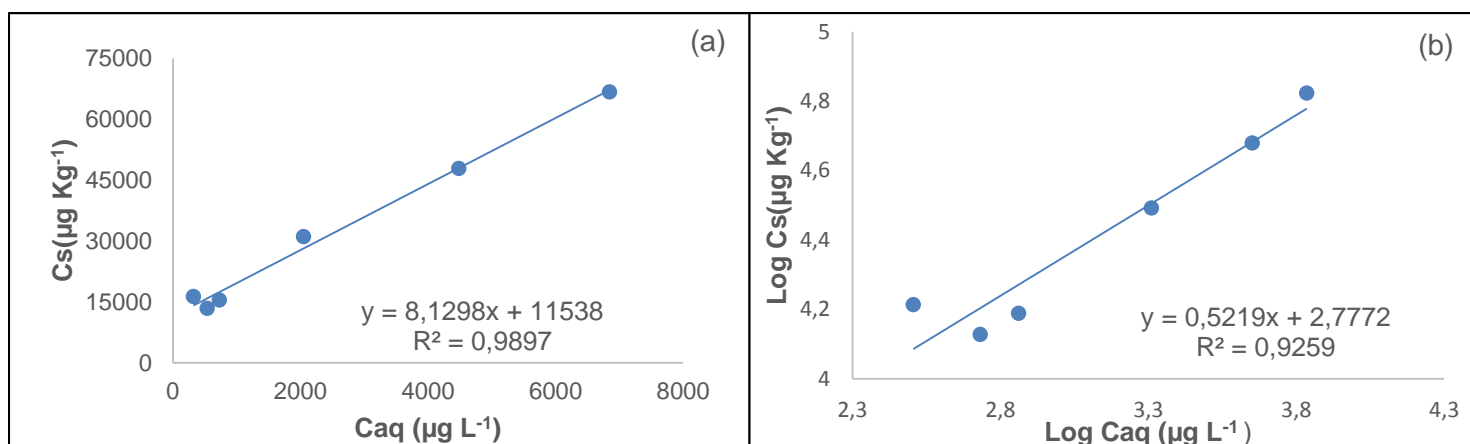 (a)
Cs(µg Kg⁻¹)
75000
60000
45000
30000
15000
0
y = 8,1298x + 11538
R² = 0,9897
0 2000 4000 6000 8000
Caq (µg L⁻¹)
(b)
Log Cs(µg Kg⁻¹)
5
4,8
4,6
4,4
4,2
4
y = 0,5219x + 2,7772
R² = 0,9259
2,3 2,8 3,3 3,8 4,3
Log Caq (µg L⁻¹ )